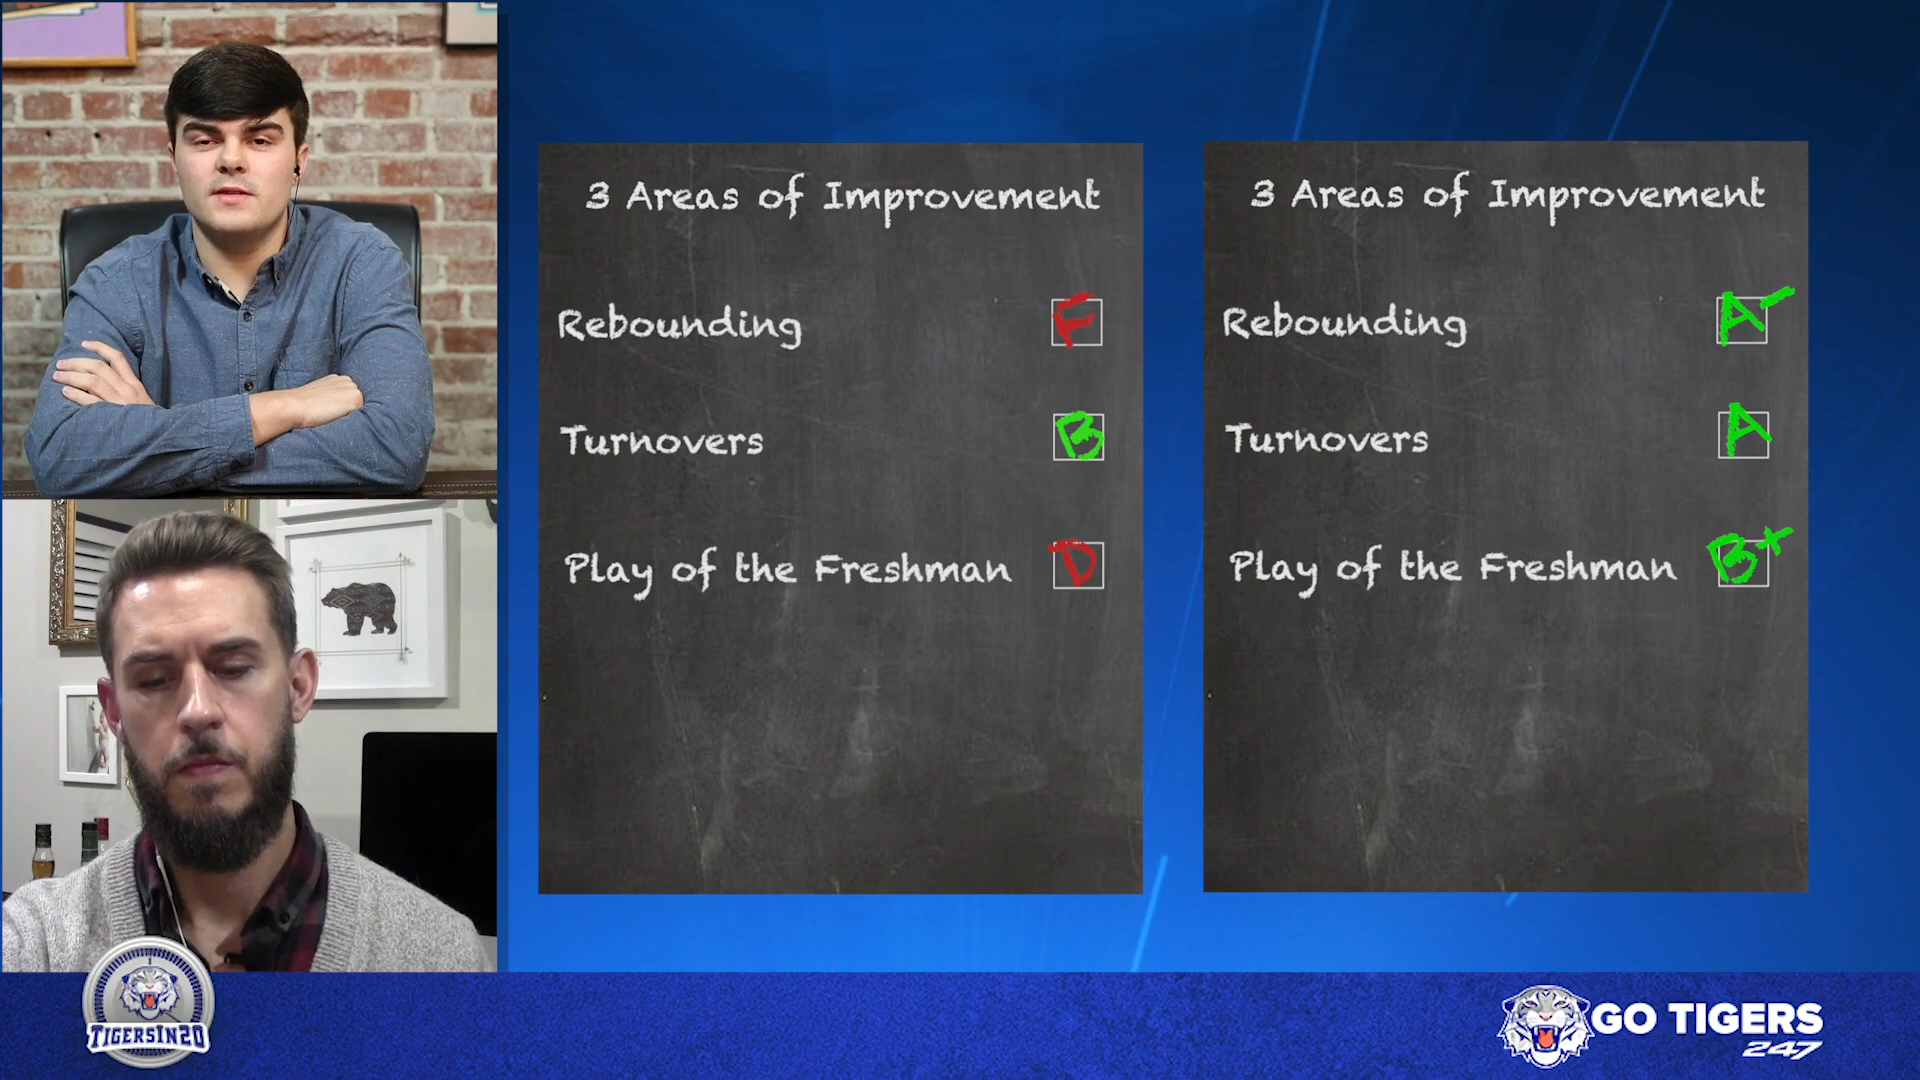 3 Areas of Improvement
Rebounding F
Turnovers B
Play of the Freshman D
3 Areas of Improvement
Rebounding A-
Turnovers A
Play of the Freshman B+
TIGERSIN20
GO TIGERS
247